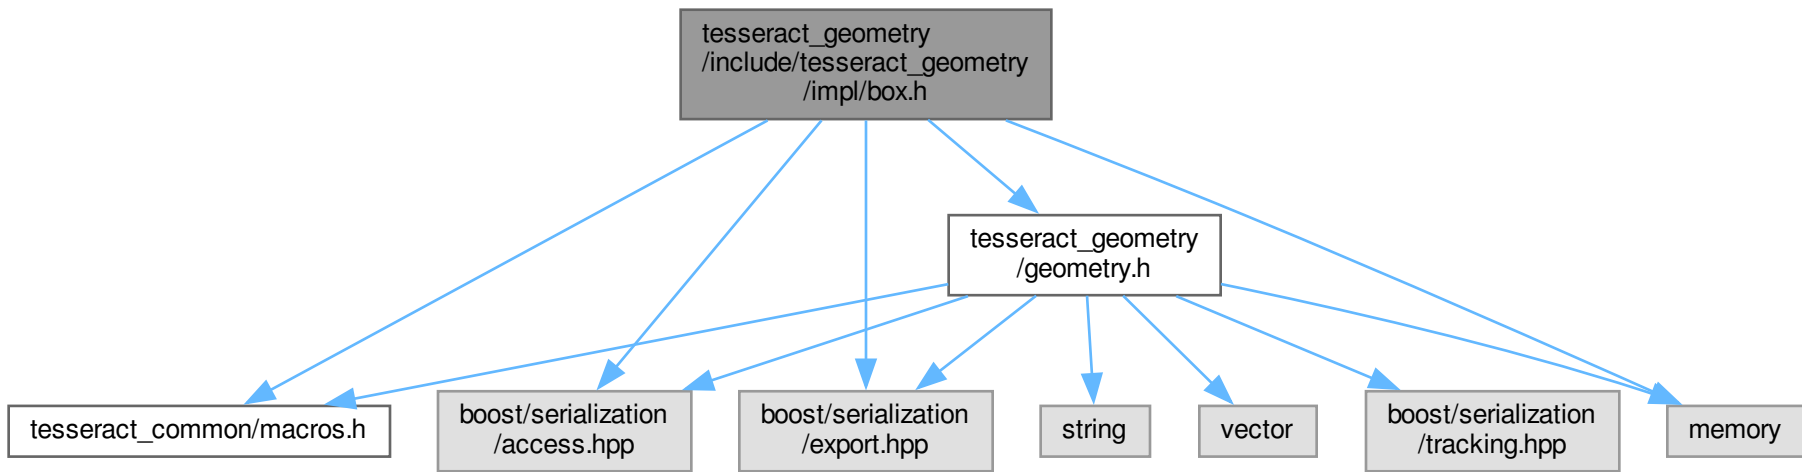 tesseract_geometry
/include/tesseract_geometry
/impl/box.h
tesseract_geometry
/geometry.h
tesseract_common/macros.h
boost/serialization
/access.hpp
boost/serialization
/export.hpp
string
vector
boost/serialization
/tracking.hpp
memory